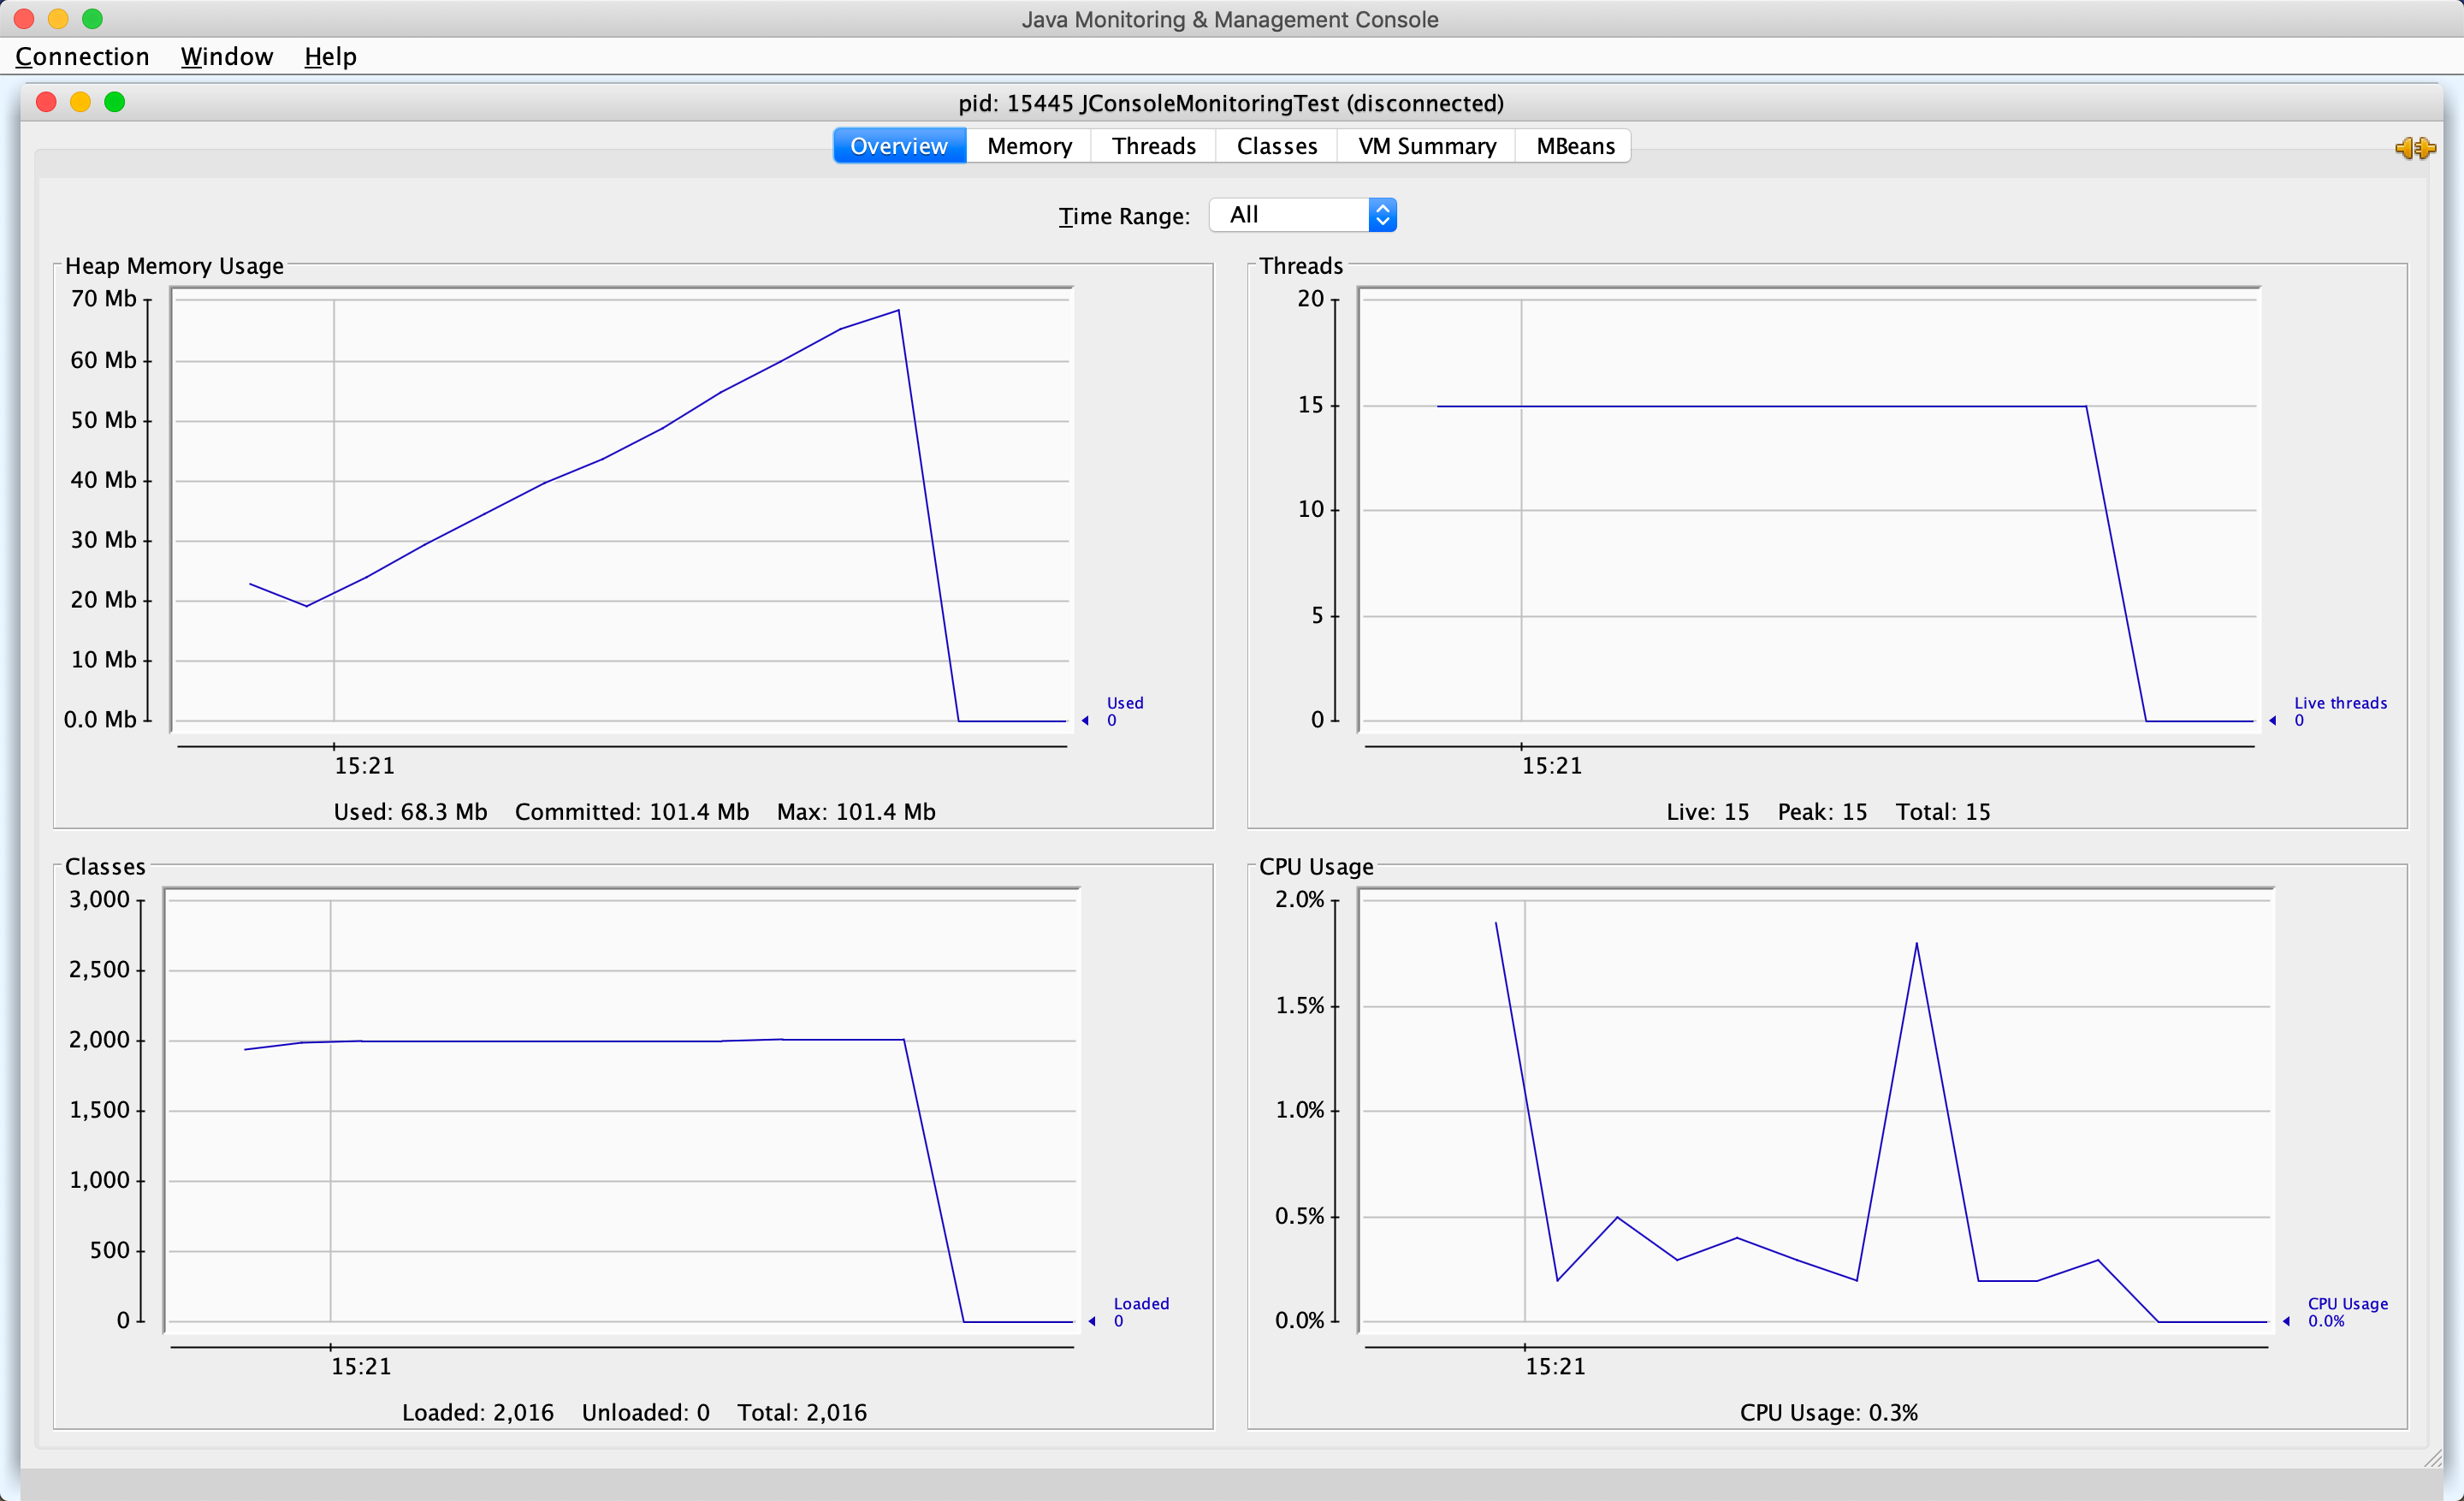 Java Monitoring & Management Console
Connection Window Help
pid: 15445 JConsoleMonitoringTest (disconnected)
Overview Memory Threads Classes VM Summary MBeans
Time Range: All
Heap Memory Usage
70 Mb
60 Mb
50 Mb
40 Mb
30 Mb
20 Mb
10 Mb
0.0 Mb
Used
0
15:21
Used: 68.3 Mb Committed: 101.4 Mb Max: 101.4 Mb
Threads
20
15
10
5
0
Live threads
0
15:21
Live: 15 Peak: 15 Total: 15
Classes
3,000
2,500
2,000
1,500
1,000
500
0
Loaded
0
15:21
Loaded: 2,016 Unloaded: 0 Total: 2,016
CPU Usage
2.0%
1.5%
1.0%
0.5%
0.0%
CPU Usage
0.0%
15:21
CPU Usage: 0.3%